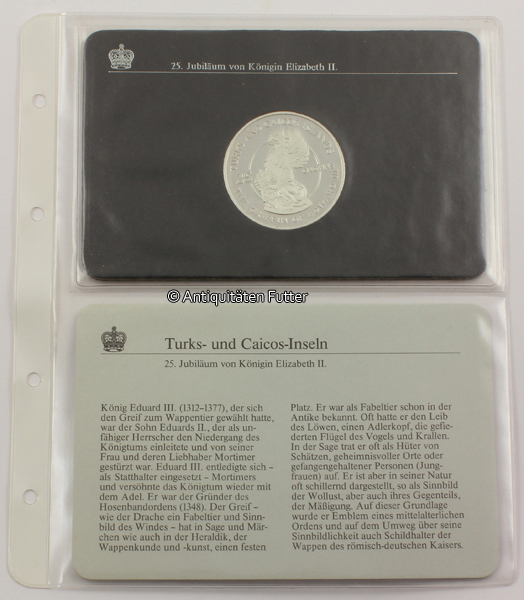 25. Jubiläum von Königin Elizabeth II.
© Antiquitäten Futter
Turks- und Caicos-Inseln
25. Jubiläum von Königin Elizabeth II.
König Eduard III. (1312-1377), der sich
den Greif zum Wappentier gewählt hatte,
war der Sohn Eduards II., der als un-
fähiger Herrscher den Niedergang des
Königtums einleitete und von seiner
Frau und deren Liebhaber Mortimer
gestürzt war. Eduard III. entledigte sich –
als Statthalter eingesetzt – Mortimers
und versöhnte das Königtum wieder mit
dem Adel. Er war der Gründer des
Hosenbandordens (1348). Der Greif –
wie der Drache ein Fabeltier und Sinn-
bild des Windes – hat in Sage und Mär-
chen wie auch in der Heraldik, der
Wappenkunde und -kunst, einen festen
Platz. Er war als Fabeltier schon in der
Antike bekannt. Oft hatte er den Leib
des Löwen, einen Adlerkopf, die gefie-
derten Flügel des Vogels und Krallen.
In der Sage trat er oft als Hüter von
Schätzen, geheimnisvoller Orte oder
gefangengehaltener Personen (Jung-
frauen) auf. Er ist aber in seiner Natur
oft schillernd dargestellt, so als Sinnbild
der Wollust, aber auch ihres Gegenteils,
der Mäßigung. Auf dieser Grundlage
wurde er Emblem eines mittelalterlichen
Ordens und auf dem Umweg über seine
Sinnbildlichkeit auch Schildhalter der
Wappen des römisch-deutschen Kaisers.